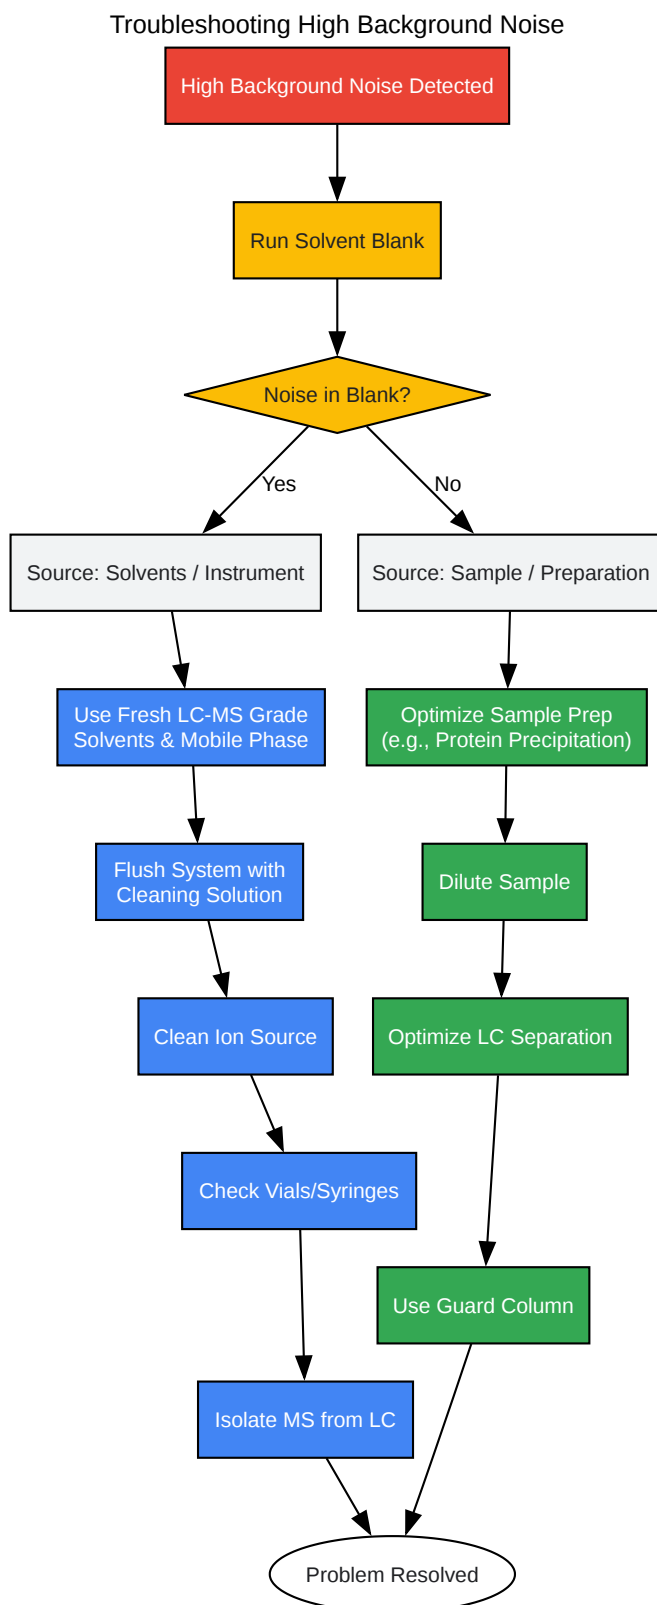 Troubleshooting High Background Noise
High Background Noise Detected
Run Solvent Blank
Noise in Blank?
Yes
No
Source: Solvents / Instrument
Source: Sample / Preparation
Use Fresh LC-MS Grade
Solvents & Mobile Phase
Optimize Sample Prep
(e.g., Protein Precipitation)
Flush System with
Cleaning Solution
Dilute Sample
Clean Ion Source
Optimize LC Separation
Check Vials/Syringes
Use Guard Column
Isolate MS from LC
Problem Resolved